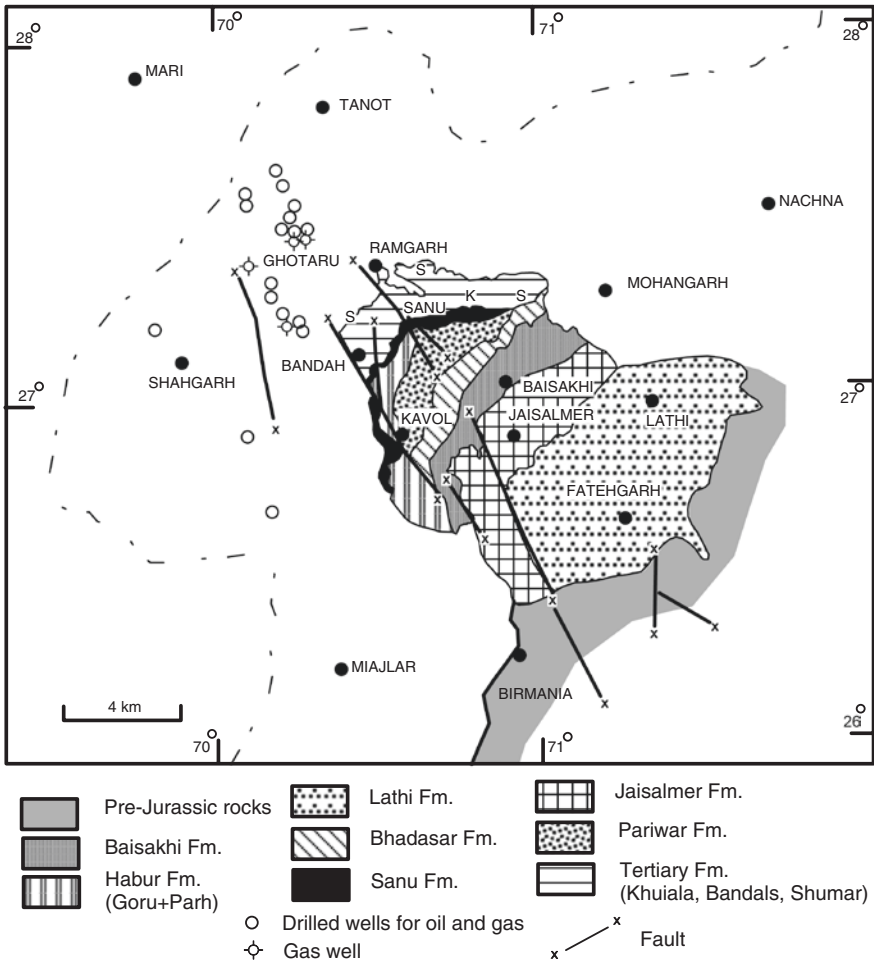 70° 71°
28° 28°
MARI
TANOT
NACHNA
RAMGARH
GHOTARU
S
MOHANGARH
K S
SANU
S
BANDAH
SHAHGARH
27° 27°
BAISAKHI
KAVOL
JAISALMER
LATHI
FATEHGARH
MIAJLAR
BIRMANIA
4 km
26°
70° 71°
Pre-Jurassic rocks
Baisakhi Fm.
Habur Fm.
(Goru+Parh)
Lathi Fm.
Bhadasar Fm.
Sanu Fm.
Jaisalmer Fm.
Pariwar Fm.
Tertiary Fm.
(Khuiala, Bandals, Shumar)
Drilled wells for oil and gas
Gas well
x x Fault